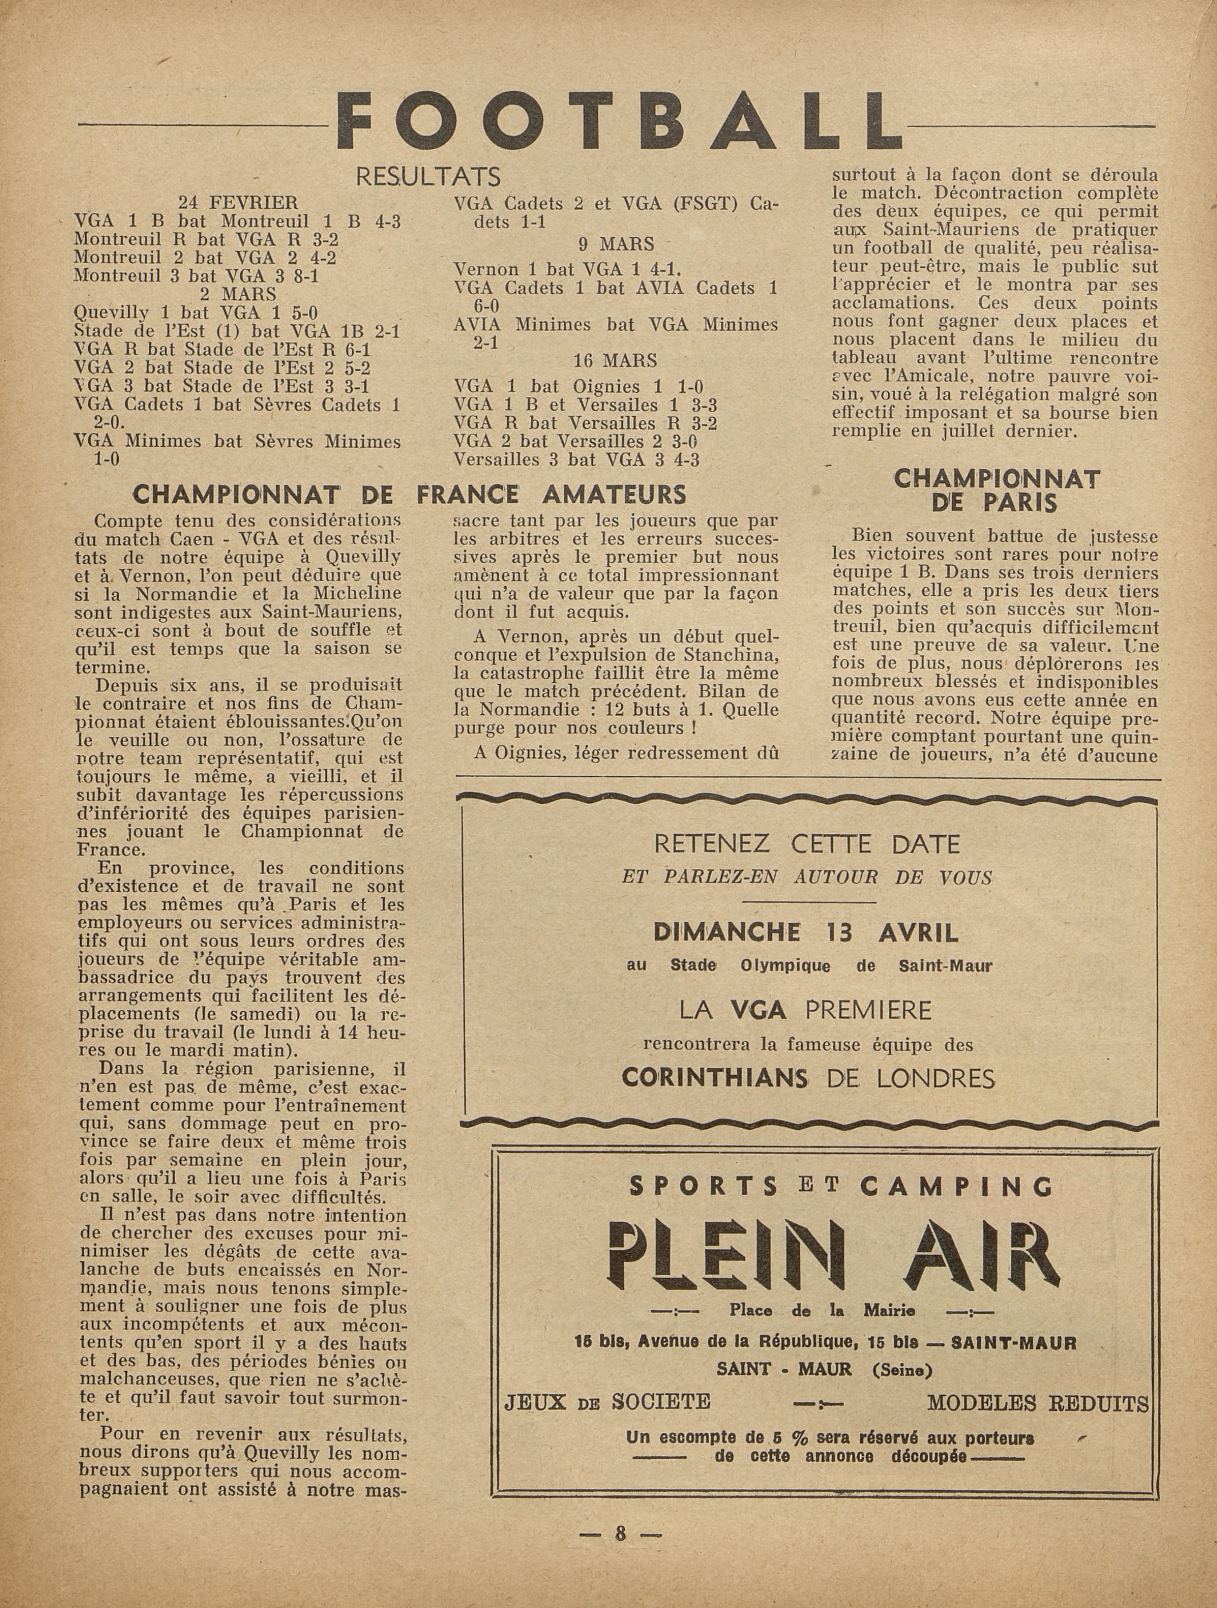 FOOTBALL
RESULTATS
24 FEVRIER
VGA 1 B bat Montreuil 1 B 4-3
Montreuil R bat VGA R 3-2
Montreuil 2 bat VGA 2 4-2
Montreuil 3 bat VGA 3 8-1
2 MARS
Quevilly 1 bat VGA 1 5-0
Stade de l'Est (1) bat VGA 1B 2-1
VGA R bat Stade de l'Est R 6-1
VGA 2 bat Stade de l'Est 2 5-2
VGA 3 bat Stade de l'Est 3 3-1
VGA Cadets 1 bat Sèvres Cadets 1
2-0.
VGA Minimes bat Sèvres Minimes
1-0
VGA Cadets 2 et VGA (FSGT) Ca-
dets 1-1
9 MARS
Vernon 1 bat VGA 1 4-1.
VGA Cadets 1 bat AVIA Cadets 1
6-0
AVIA Minimes bat VGA Minimes
2-1
16 MARS
VGA 1 bat Oignies 1 1-0
VGA 1 B et Versailes 1 3-3
VGA R bat Versailles R 3-2
VGA 2 bat Versailles 2 3-0
Versailles 3 bat VGA 3 4-3
CHAMPIONNAT DE FRANCE AMATEURS
Compte tenu des considérations
du match Caen - VGA et des résul-
tats de notre équipe à Quevilly
et à Vernon, l'on peut déduire que
si la Normandie et la Micheline
sont indigestes aux Saint-Mauriens,
ceux-ci sont à bout de souffle et
qu'il est temps que la saison se
termine.
Depuis six ans, il se produisait
le contraire et nos fins de Cham-
pionnat étaient éblouissantes.Qu'on
le veuille ou non, l'ossature de
notre team représentatif, qui est
toujours le même, a vieilli, et il
subit davantage les répercussions
d'infériorité des équipes parisien-
nes jouant le Championnat de
France.
En province, les conditions
d'existence et de travail ne sont
pas les mêmes qu'à Paris et les
employeurs ou services administra-
tifs qui ont sous leurs ordres des
joueurs de l'équipe véritable am-
bassadrice du pays trouvent des
arrangements qui facilitent les dé-
placements (le samedi) ou la re-
prise du travail (le lundi à 14 heu-
res ou le mardi matin).
Dans la région parisienne, il
n'en est pas de même, c'est exac-
tement comme pour l'entraînement
qui, sans dommage peut en pro-
vince se faire deux et même trois
fois par semaine en plein jour,
alors qu'il a lieu une fois à Paris
en salle, le soir avec difficultés.
Il n'est pas dans notre intention
de chercher des excuses pour mi-
nimiser les dégâts de cette ava-
lanche de buts encaissés en Nor-
mandie, mais nous tenons simple-
ment à souligner une fois de plus
aux incompétents et aux mécon-
tents qu'en sport il y a des hauts
et des bas, des périodes bénies ou
malchanceuses, que rien ne s'achè-
te et qu'il faut savoir tout surmon-
ter.
Pour en revenir aux résultats,
nous dirons qu'à Quevilly les nom-
breux supporters qui nous accom-
pagnaient ont assisté à notre mas-
sacre tant par les joueurs que par
les arbitres et les erreurs succes-
sives après le premier but nous
amènent à ce total impressionnant
qui n'a de valeur que par la façon
dont il fut acquis.
A Vernon, après un début quel-
conque et l'expulsion de Stanchina,
la catastrophe faillit être la même
que le match précédent. Bilan de
la Normandie : 12 buts à 1. Quelle
purge pour nos couleurs !
A Oignies, léger redressement dû
surtout à la façon dont se déroula
le match. Décontraction complète
des deux équipes, ce qui permit
aux Saint-Mauriens de pratiquer
un football de qualité, peu réalisa-
teur peut-être, mais le public sut
l'apprécier et le montra par ses
acclamations. Ces deux points
nous font gagner deux places et
nous placent dans le milieu du
tableau avant l'ultime rencontre
avec l'Amicale, notre pauvre voi-
sin, voué à la relégation malgré son
effectif imposant et sa bourse bien
remplie en juillet dernier.
CHAMPIONNAT
DE PARIS
Bien souvent battue de justesse
les victoires sont rares pour notre
équipe 1 B. Dans ses trois derniers
matches, elle a pris les deux tiers
des points et son succès sur Mon-
treuil, bien qu'acquis difficilement
est une preuve de sa valeur. Une
fois de plus, nous déplorerons les
nombreux blessés et indisponibles
que nous avons eus cette année en
quantité record. Notre équipe pre-
mière comptant pourtant une quin-
zaine de joueurs, n'a été d'aucune
RETENEZ CETTE DATE
ET PARLEZ-EN AUTOUR DE VOUS
DIMANCHE 13 AVRIL
au Stade Olympique de Saint-Maur
LA VGA PREMIERE
rencontrera la fameuse équipe des
CORINTHIANS DE LONDRES
SPORTS ET CAMPING
PLEIN AIR
—:— Place de la Mairie —:—
15 bis, Avenue de la République, 15 bis — SAINT-MAUR
SAINT - MAUR (Seine)
JEUX DE SOCIETE —:— MODELES REDUITS
Un escompte de 5 % sera réservé aux porteurs
de cette annonce découpée
— 8 —